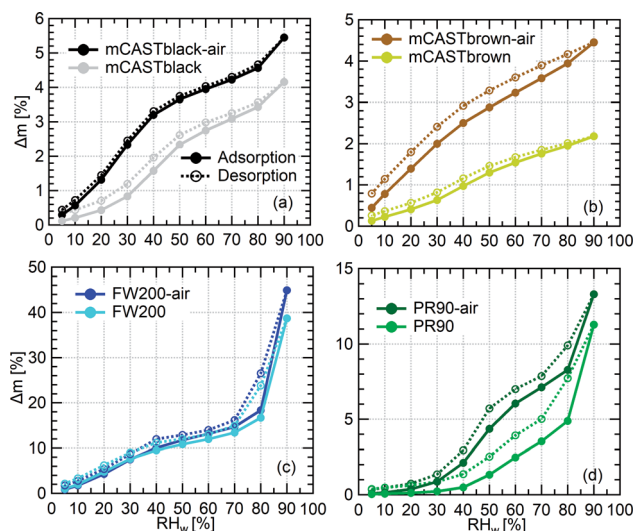 6
5
4
3
2
1
0
Δm [%]
mCASTblack-air
mCASTblack
Adsorption
Desorption
(a)
0 10 20 30 40 50 60 70 80 90 100
5
4
3
2
1
0
mCASTbrown-air
mCASTbrown
(b)
0 10 20 30 40 50 60 70 80 90 100
50
40
30
20
10
0
Δm [%]
FW200-air
FW200
(c)
0 10 20 30 40 50 60 70 80 90 100
RHw [%]
15
10
5
0
PR90-air
PR90
(d)
0 10 20 30 40 50 60 70 80 90 100
RHw [%]